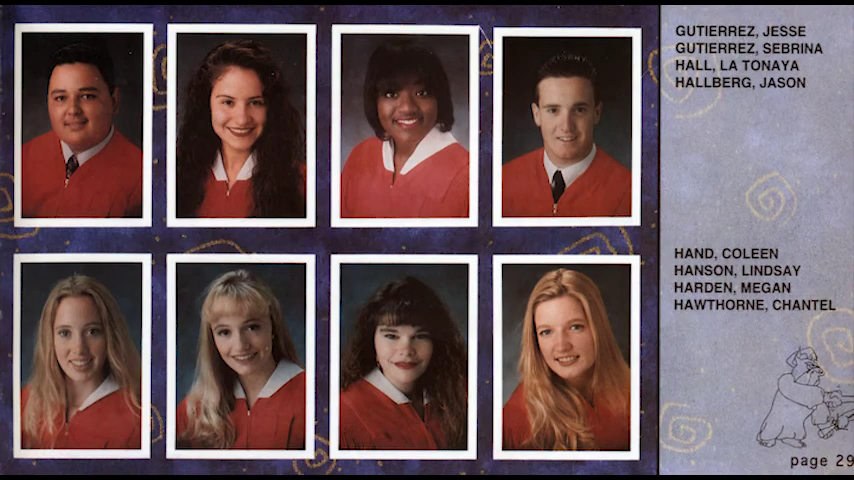 GUTIERREZ, JESSE
GUTIERREZ, SEBRINA
HALL, LA TONAYA
HALLBERG, JASON
HAND, COLEEN
HANSON, LINDSAY
HARDEN, MEGAN
HAWTHORNE, CHANTEL
page 29